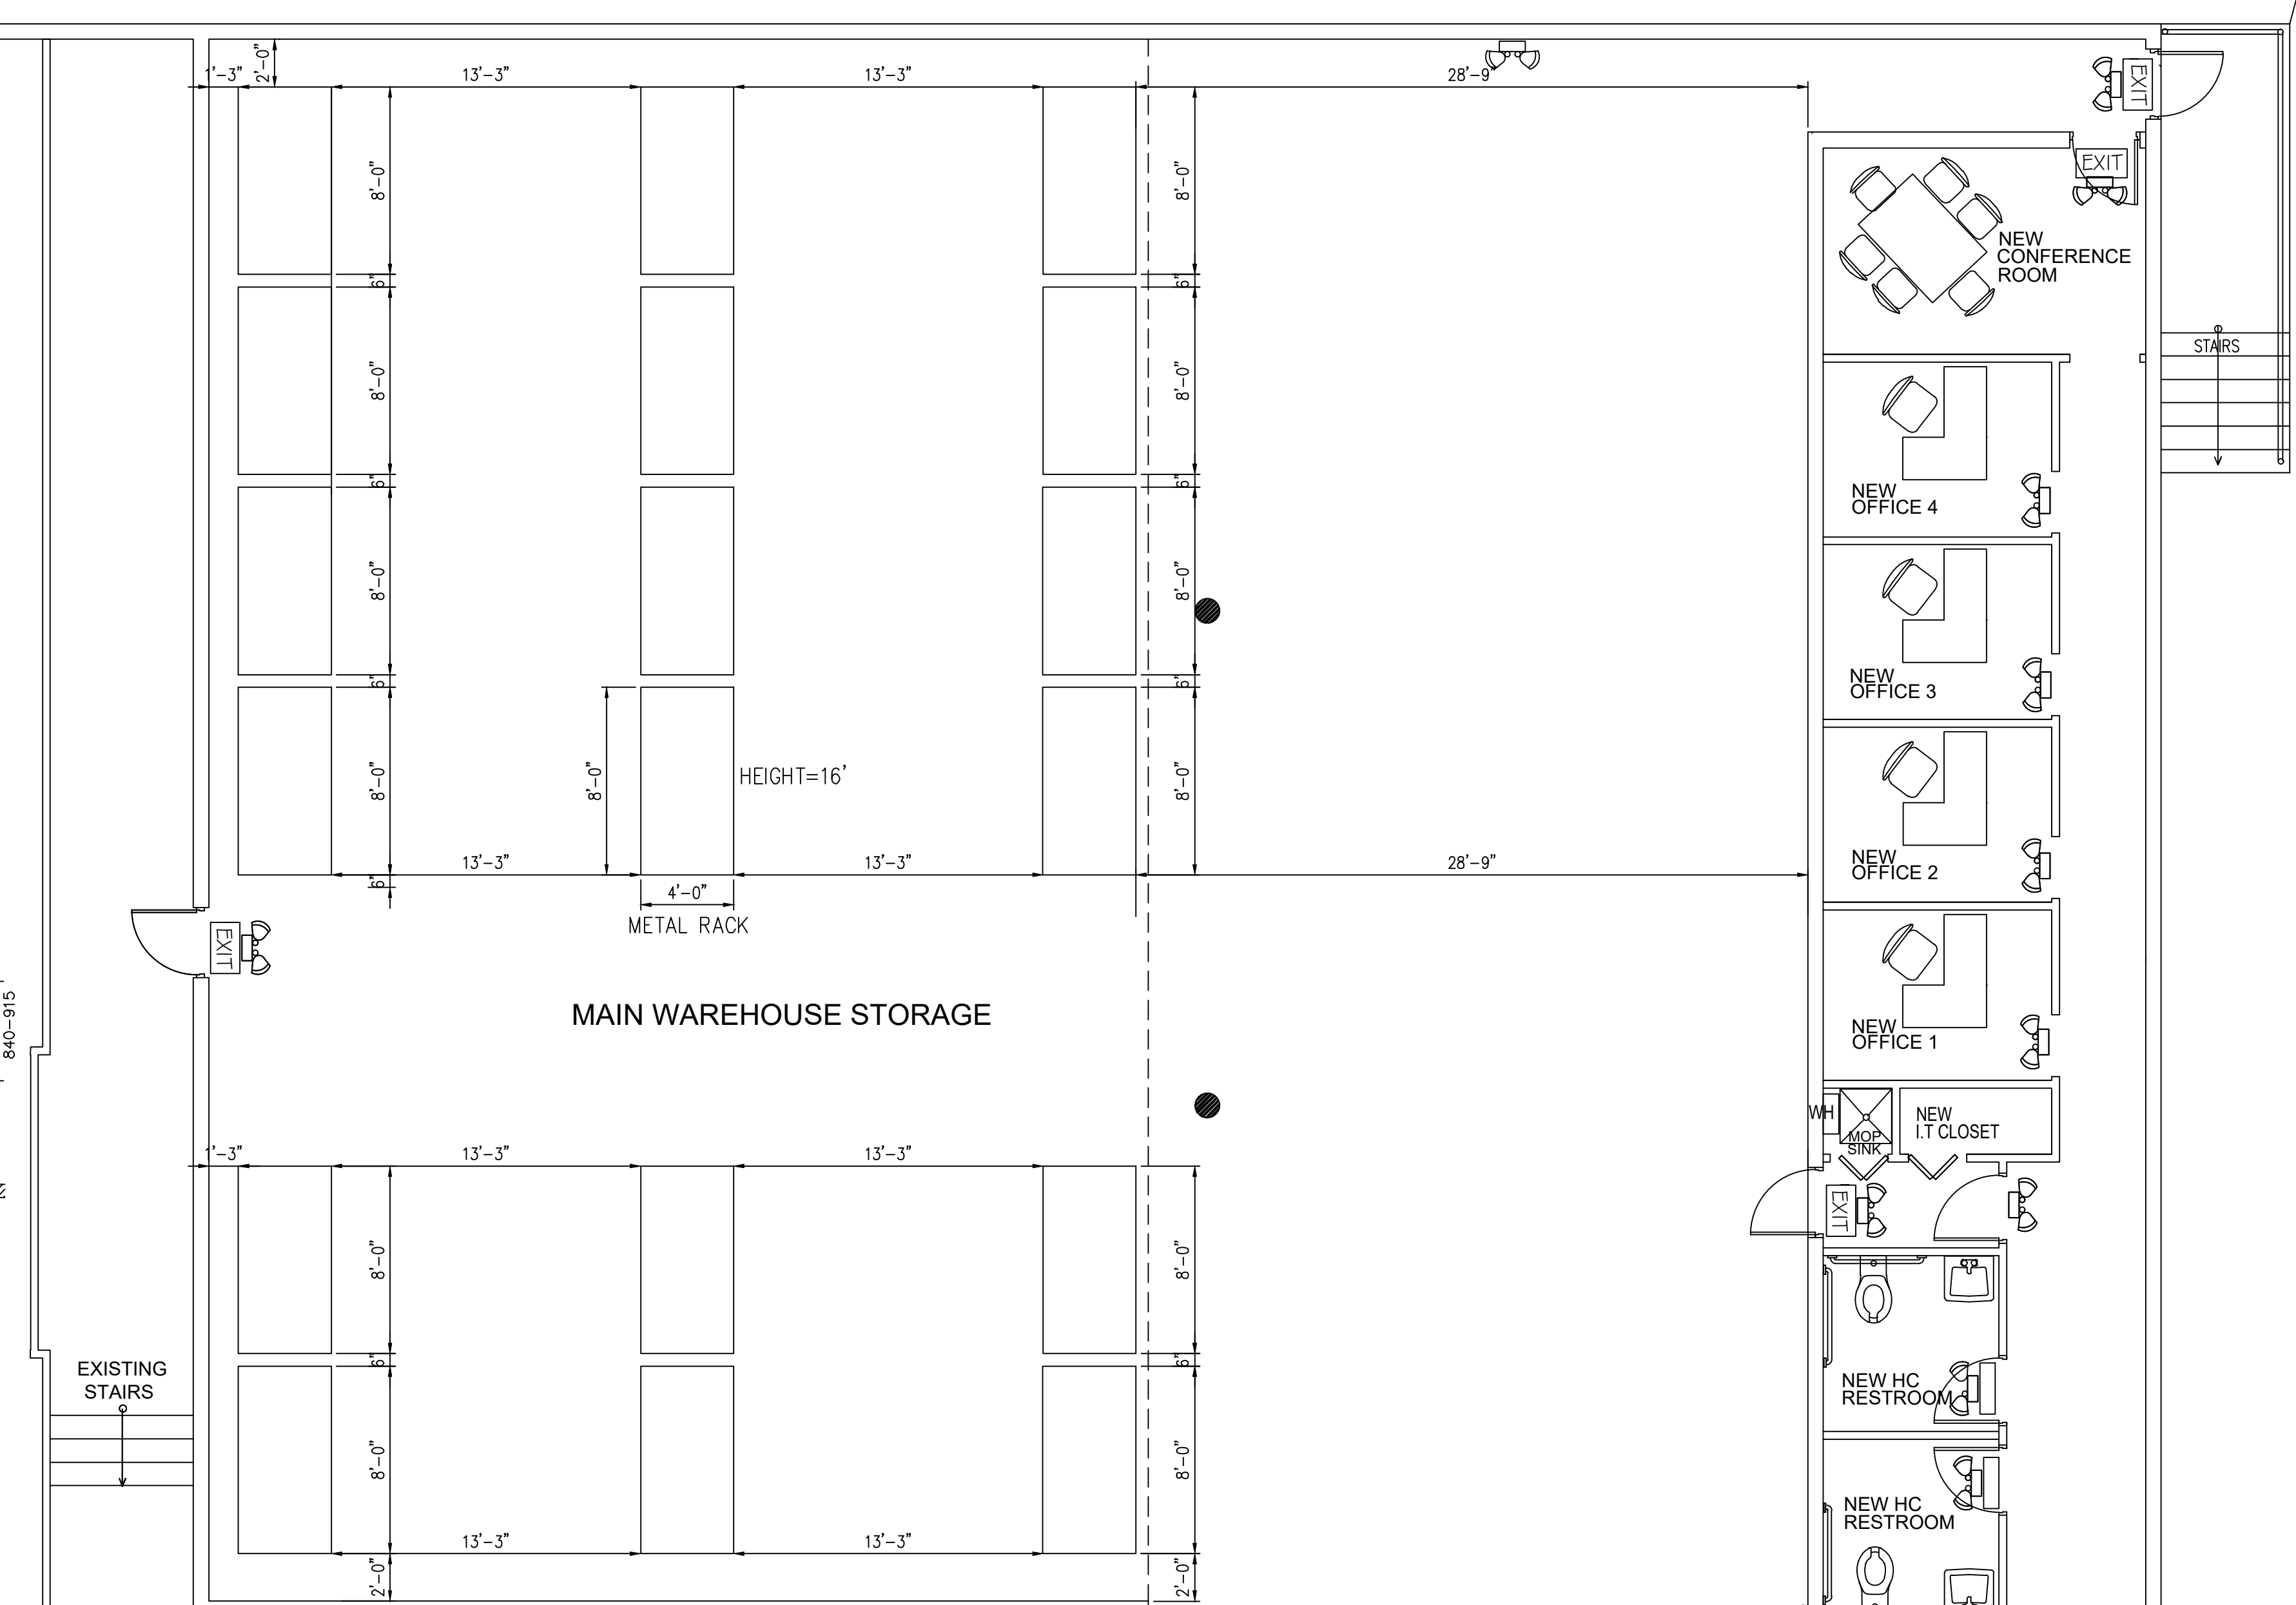 1'-3"
2'-0"
13'-3"
13'-3"
28'-9"
EXIT
EXIT
8'-0"
8'-0"
NEW
CONFERENCE
ROOM
6"
6"
STAIRS
8'-0"
8'-0"
6"
6"
NEW
OFFICE 4
8'-0"
8'-0"
6"
6"
NEW
OFFICE 3
8'-0"
8'-0"
HEIGHT=16'
8'-0"
13'-3"
13'-3"
28'-9"
NEW
OFFICE 2
6"
4'-0"
METAL RACK
EXIT
840-915
MAIN WAREHOUSE STORAGE
NEW
OFFICE 1
WH
MOP
SINK
NEW
I.T CLOSET
1'-3"
13'-3"
13'-3"
EXIT
8'-0"
8'-0"
6"
6"
EXISTING
STAIRS
NEW HC
RESTROOM
8'-0"
8'-0"
NEW HC
RESTROOM
13'-3"
13'-3"
2'-0"
2'-0"